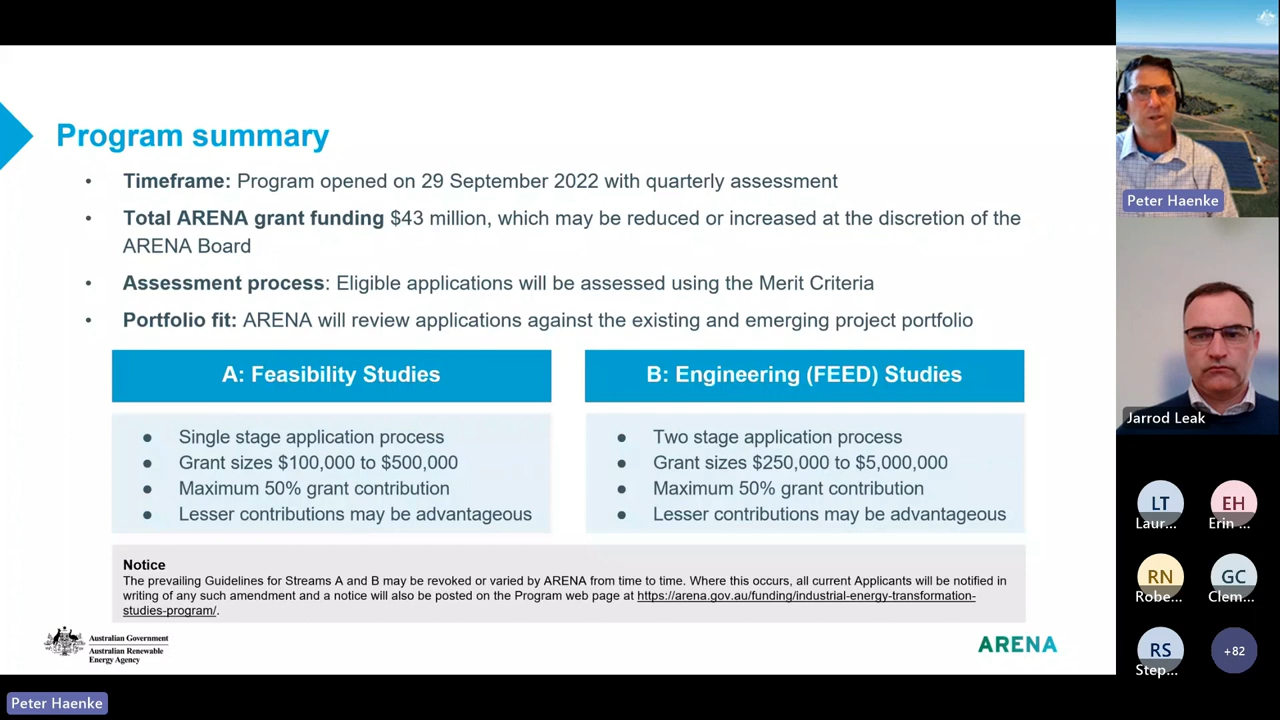 Program summary
• Timeframe: Program opened on 29 September 2022 with quarterly assessment
• Total ARENA grant funding $43 million, which may be reduced or increased at the discretion of the
ARENA Board
• Assessment process: Eligible applications will be assessed using the Merit Criteria
• Portfolio fit: ARENA will review applications against the existing and emerging project portfolio
A: Feasibility Studies
● Single stage application process
● Grant sizes $100,000 to $500,000
● Maximum 50% grant contribution
● Lesser contributions may be advantageous
B: Engineering (FEED) Studies
● Two stage application process
● Grant sizes $250,000 to $5,000,000
● Maximum 50% grant contribution
● Lesser contributions may be advantageous
Notice
The prevailing Guidelines for Streams A and B may be revoked or varied by ARENA from time to time. Where this occurs, all current Applicants will be notified in
writing of any such amendment and a notice will also be posted on the Program web page at https://arena.gov.au/funding/industrial-energy-transformation-
studies-program/.
Australian Government
Australian Renewable
Energy Agency
ARENA
Peter Haenke
Jarrod Leak
LT
Laur...
EH
Erin ...
RN
Robe...
GC
Clem...
RS
Step...
+82
Peter Haenke